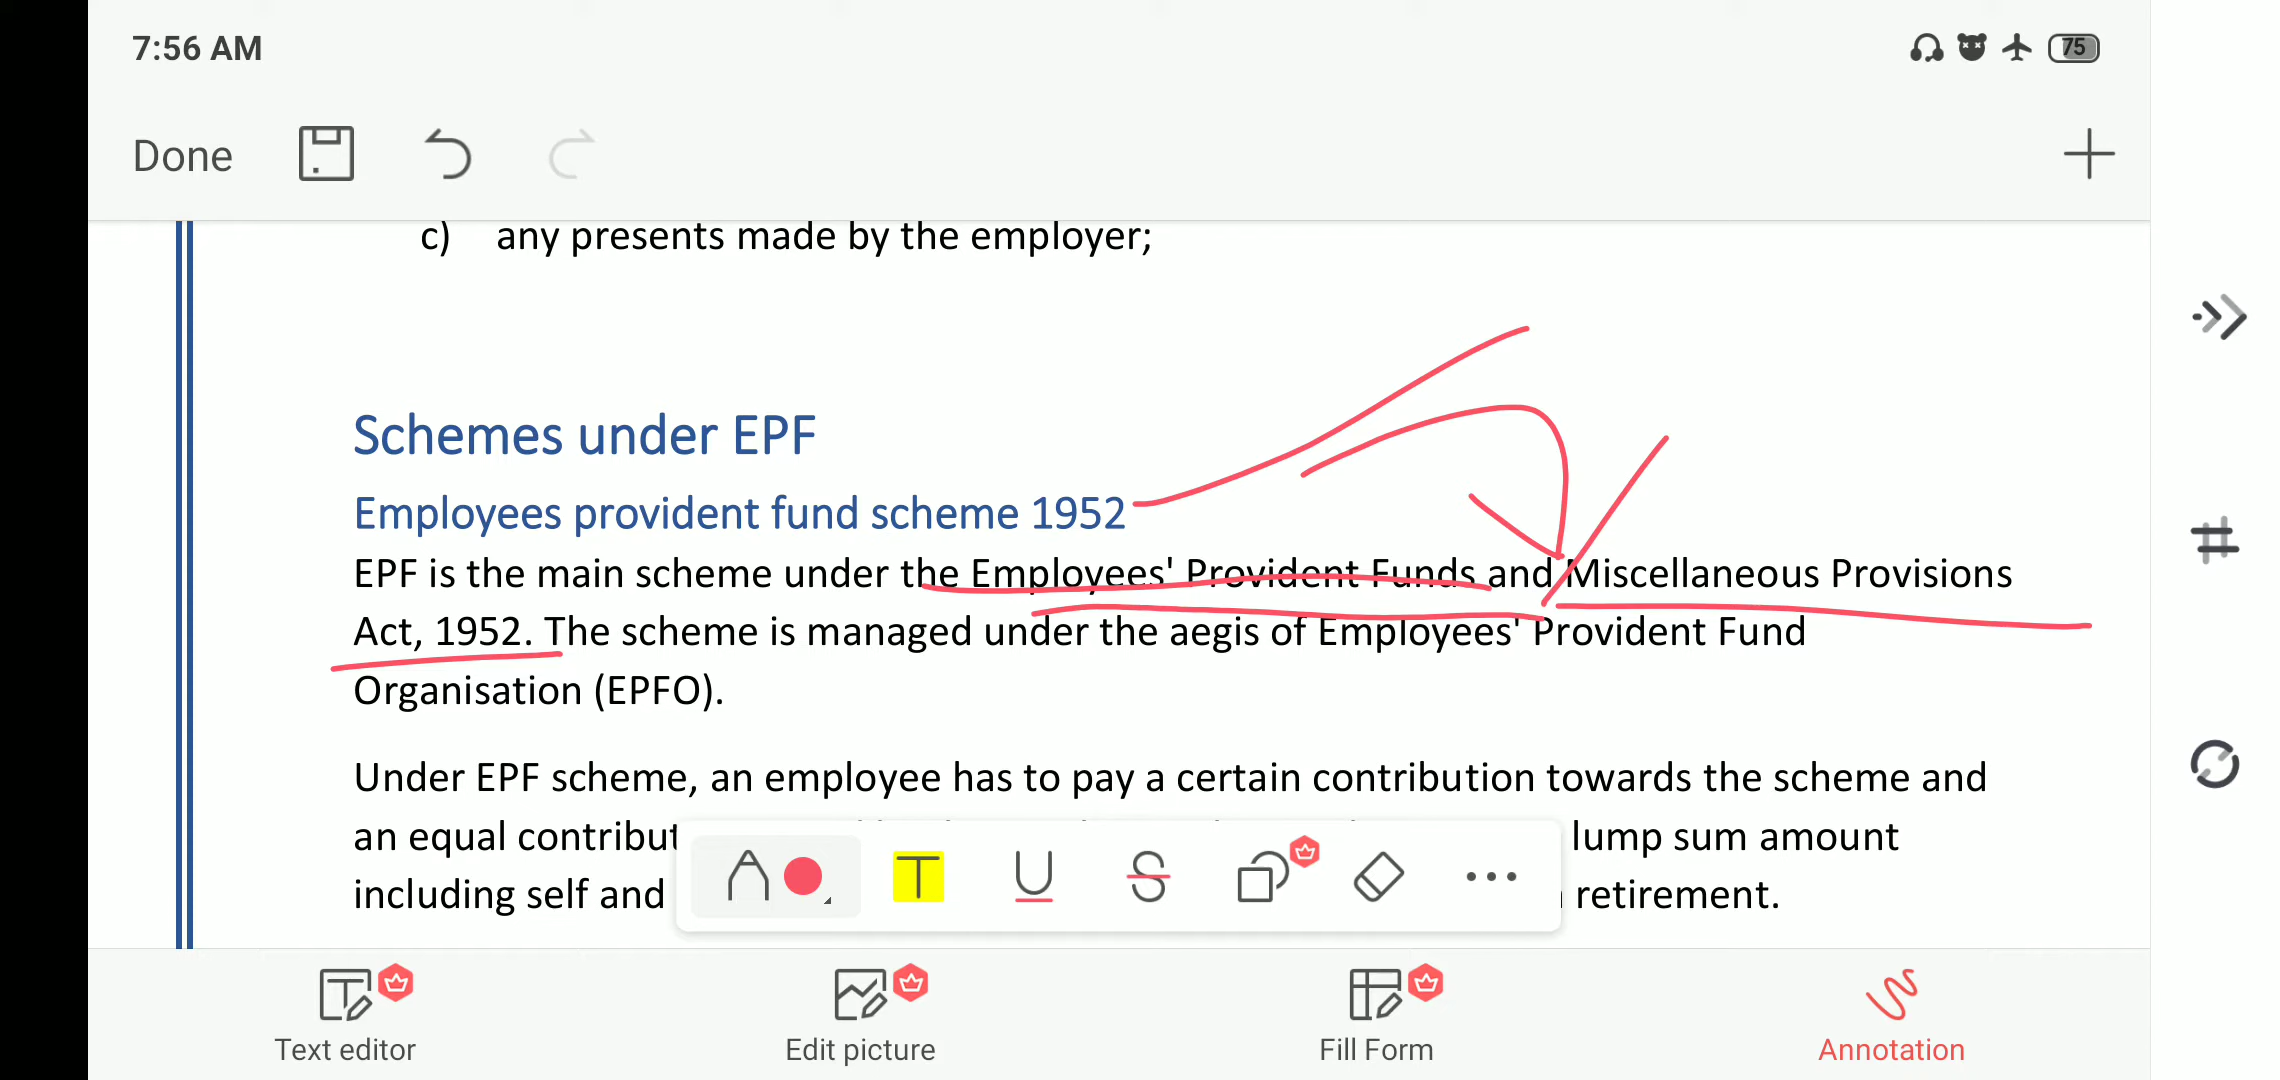 7:56 AM
75
Done
c) any presents made by the employer;
Schemes under EPF
Employees provident fund scheme 1952
EPF is the main scheme under the Employees' Provident Funds and Miscellaneous Provisions
Act, 1952. The scheme is managed under the aegis of Employees' Provident Fund
Organisation (EPFO).
Under EPF scheme, an employee has to pay a certain contribution towards the scheme and
an equal lump sum amount
including self and retirement.
Text editor
Edit picture
Fill Form
Annotation